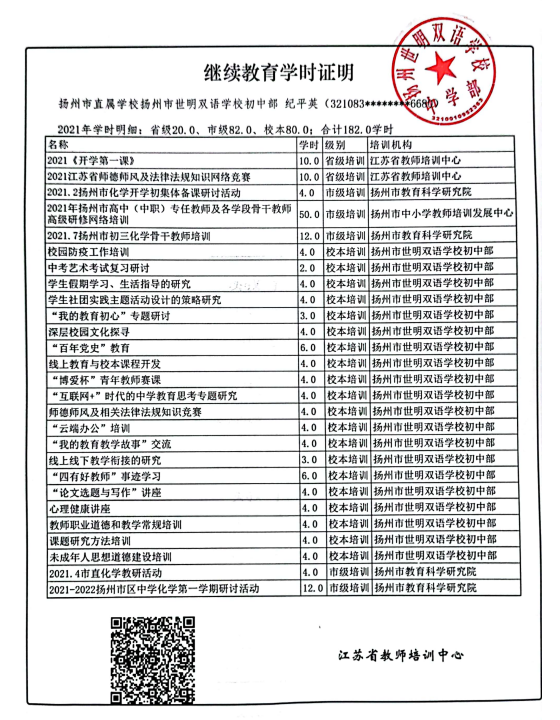 扬州世明双语学校
中学部
3210010992363
继续教育学时证明
扬州市直属学校扬州市世明双语学校初中部 纪平英（321083********668
2021年学时明细：省级20.0、市级82.0、校本80.0；合计182.0学时
名称 学时 级别 培训机构
2021《开学第一课》 10.0 省级培训 江苏省教师培训中心
2021江苏省师德师风及法律法规知识网络竞赛 10.0 省级培训 江苏省教师培训中心
2021.2扬州市化学开学初集体备课研讨活动 4.0 市级培训 扬州市教育科学研究院
2021年扬州市高中（中职）专任教师及各学段骨干教师
高级研修网络培训 50.0 市级培训 扬州市中小学教师培训发展中心
2021.7扬州市初三化学骨干教师培训 12.0 市级培训 扬州市教育科学研究院
校园防疫工作培训 4.0 校本培训 扬州市世明双语学校初中部
中考艺术考试复习研讨 2.0 校本培训 扬州市世明双语学校初中部
学生假期学习、生活指导的研究 4.0 校本培训 扬州市世明双语学校初中部
学生社团实践主题活动设计的策略研究 4.0 校本培训 扬州市世明双语学校初中部
“我的教育初心”专题研讨 3.0 校本培训 扬州市世明双语学校初中部
深层校园文化探寻 4.0 校本培训 扬州市世明双语学校初中部
“百年党史”教育 6.0 校本培训 扬州市世明双语学校初中部
线上教育与校本课程开发 4.0 校本培训 扬州市世明双语学校初中部
“博爱杯”青年教师赛课 4.0 校本培训 扬州市世明双语学校初中部
“互联网+”时代的中学教育思考专题研究 4.0 校本培训 扬州市世明双语学校初中部
师德师风及相关法律法规知识竞赛 4.0 校本培训 扬州市世明双语学校初中部
“云端办公”培训 4.0 校本培训 扬州市世明双语学校初中部
“我的教育教学故事”交流 4.0 校本培训 扬州市世明双语学校初中部
线上线下教学衔接的研究 3.0 校本培训 扬州市世明双语学校初中部
“四有好教师”事迹学习 6.0 校本培训 扬州市世明双语学校初中部
“论文选题与写作”讲座 4.0 校本培训 扬州市世明双语学校初中部
心理健康讲座 4.0 校本培训 扬州市世明双语学校初中部
教师职业道德和教学常规培训 4.0 校本培训 扬州市世明双语学校初中部
课题研究方法培训 4.0 校本培训 扬州市世明双语学校初中部
未成年人思想道德建设培训 4.0 校本培训 扬州市世明双语学校初中部
2021.4市直化学教研活动 4.0 市级培训 扬州市教育科学研究院
2021-2022扬州市区中学化学第一学期研讨活动 12.0 市级培训 扬州市教育科学研究院
江苏省教师培训中心